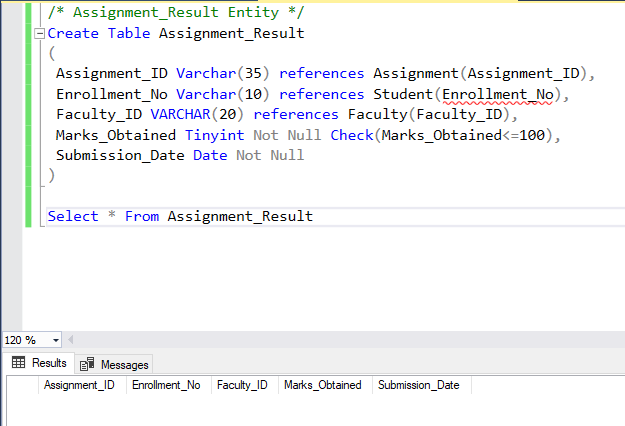 /* Assignment_Result Entity */
Create Table Assignment_Result
(
Assignment_ID Varchar(35) references Assignment(Assignment_ID),
Enrollment_No Varchar(10) references Student(Enrollment_No),
Faculty_ID VARCHAR(20) references Faculty(Faculty_ID),
Marks_Obtained Tinyint Not Null Check(Marks_Obtained<=100),
Submission_Date Date Not Null
)
Select * From Assignment_Result
120 %
Results Messages
Assignment_ID Enrollment_No Faculty_ID Marks_Obtained Submission_Date